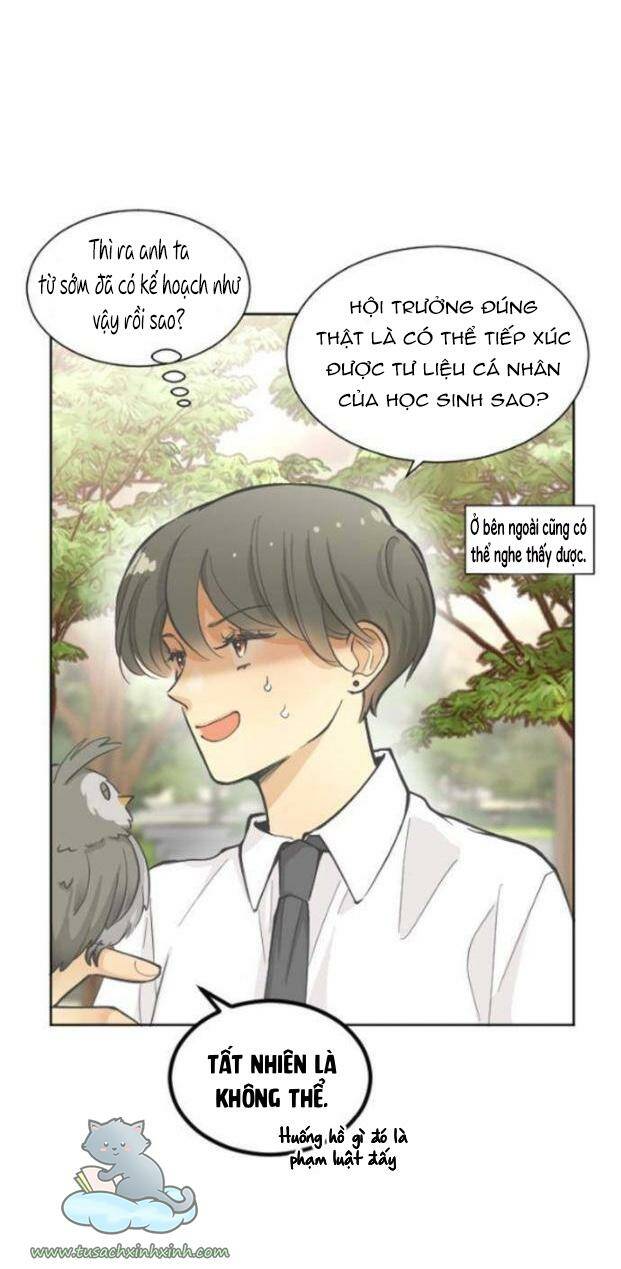 Thì ra anh ta
từ sớm đã có kế hoạch như
vậy rồi sao?
HỘI TRƯỞNG ĐÚNG
THẬT LÀ CÓ THỂ TIẾP XÚC
ĐƯỢC TƯ LIỆU CÁ NHÂN
CỦA HỌC SINH SAO?
Ở bên ngoài cũng có
thể nghe thấy được.
TẤT NHIÊN LÀ
KHÔNG THỂ.
Huống hồ gì đó là
phạm luật đấy
www.tusachxinhxinh.com